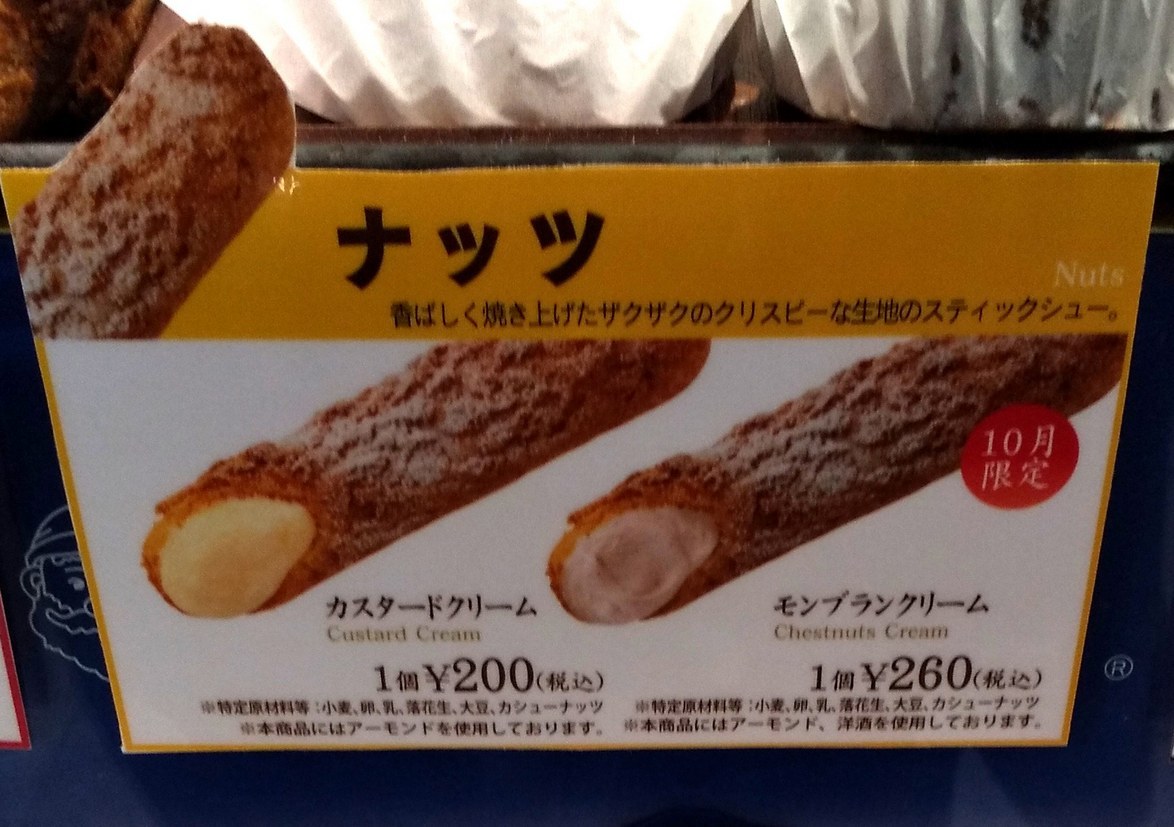 ナッツ
Nuts
香ばしく焼き上げたザクザクのクリスピーな生地のスティックシュー。
10月
限定
カスタードクリーム
Custard Cream
1個¥200(税込)
※特定原材料等:小麦、卵、乳、落花生、大豆、カシューナッツ
※本商品にはアーモンドを使用しております。
モンブランクリーム
Chestnuts Cream
1個¥260(税込)
※特定原材料等:小麦、卵、乳、落花生、大豆、カシューナッツ
※本商品にはアーモンド、洋酒を使用しております。
®